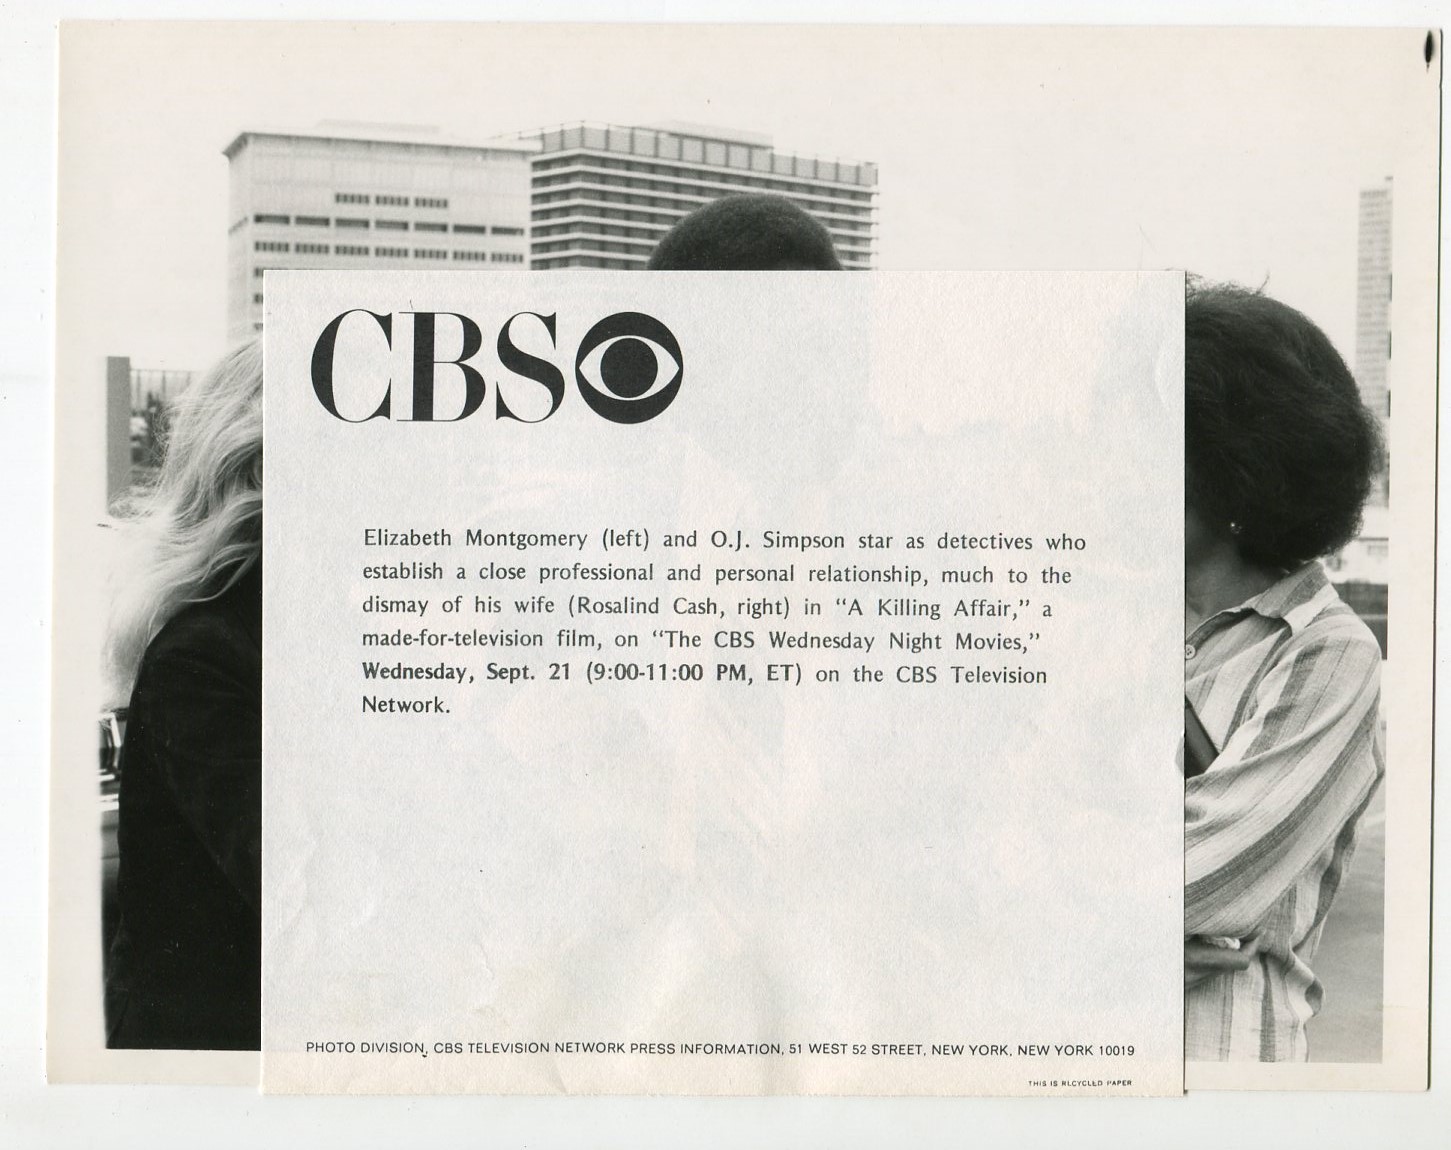 CBS
Elizabeth Montgomery (left) and O.J. Simpson star as detectives who
establish a close professional and personal relationship, much to the
dismay of his wife (Rosalind Cash, right) in “A Killing Affair,” a
made-for-television film, on “The CBS Wednesday Night Movies,”
Wednesday, Sept. 21 (9:00-11:00 PM, ET) on the CBS Television
Network.
PHOTO DIVISION, CBS TELEVISION NETWORK PRESS INFORMATION, 51 WEST 52 STREET, NEW YORK, NEW YORK 10019
THIS IS RECYCLED PAPER